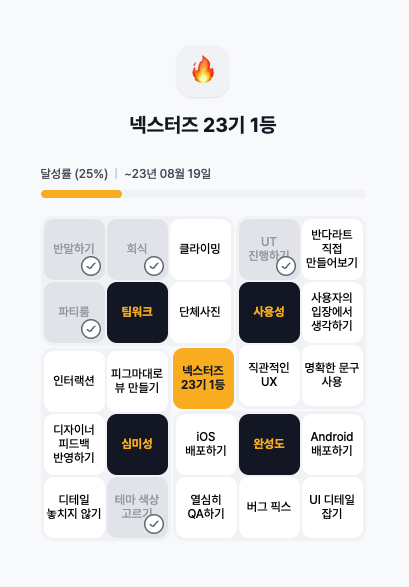 넥스터즈 23기 1등
달성률 (25%) | ~23년 08월 19일
반말하기
회식
클라이밍
UT
진행하기
반다라트
직접
만들어보기
파티룸
팀워크
단체사진
사용성
사용자의
입장에서
생각하기
인터랙션
피그마대로
뷰 만들기
넥스터즈
23기 1등
직관적인
UX
명확한 문구
사용
디자이너
피드백
반영하기
심미성
iOS
배포하기
완성도
Android
배포하기
디테일
놓치지 않기
테마 색상
고르기
열심히
QA하기
버그 픽스
UI 디테일
잡기